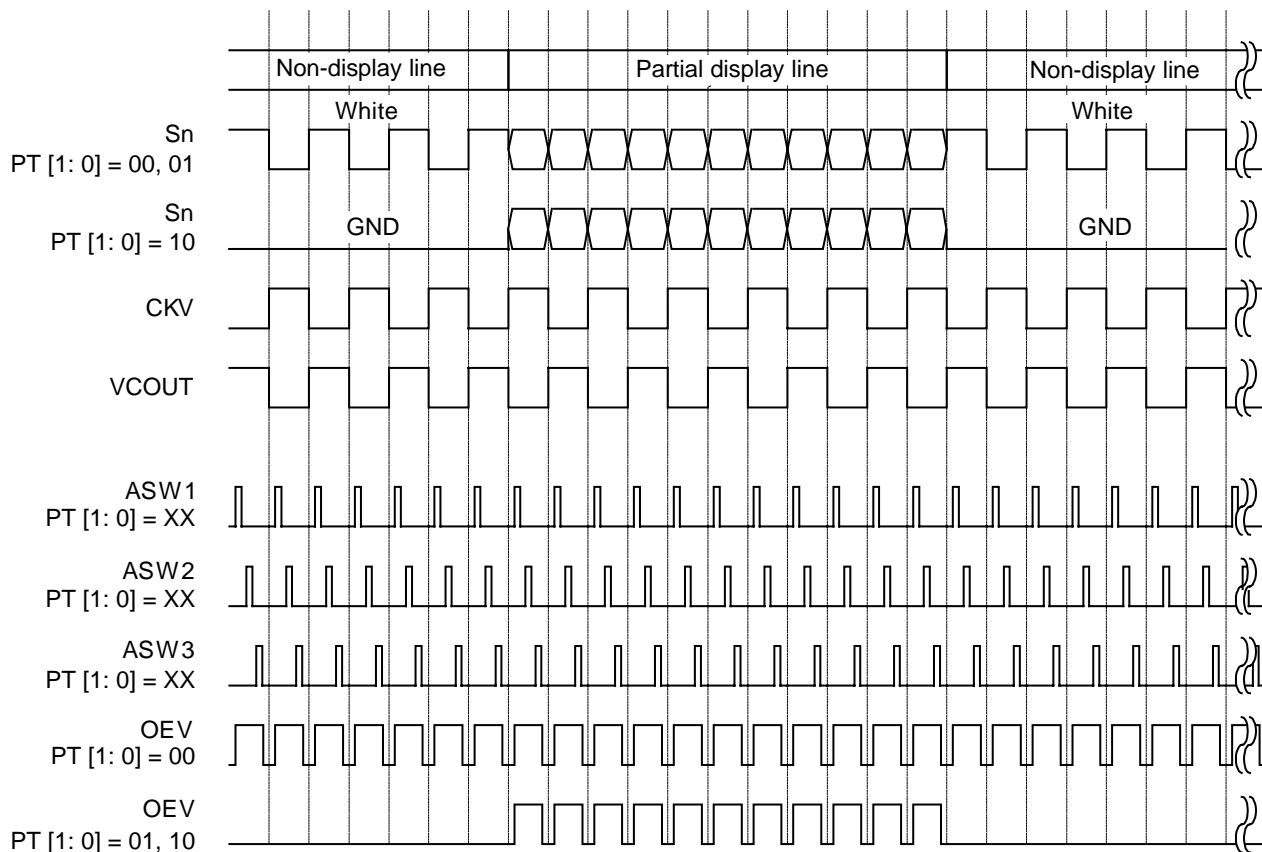 Non-display line
Partial display line
Non-display line
White
White
Sn
PT [1: 0] = 00, 01
Sn
PT [1: 0] = 10
GND
GND
CKV
VCOUT
ASW1
PT [1: 0] = XX
ASW2
PT [1: 0] = XX
ASW3
PT [1: 0] = XX
OEV
PT [1: 0] = 00
OEV
PT [1: 0] = 01, 10